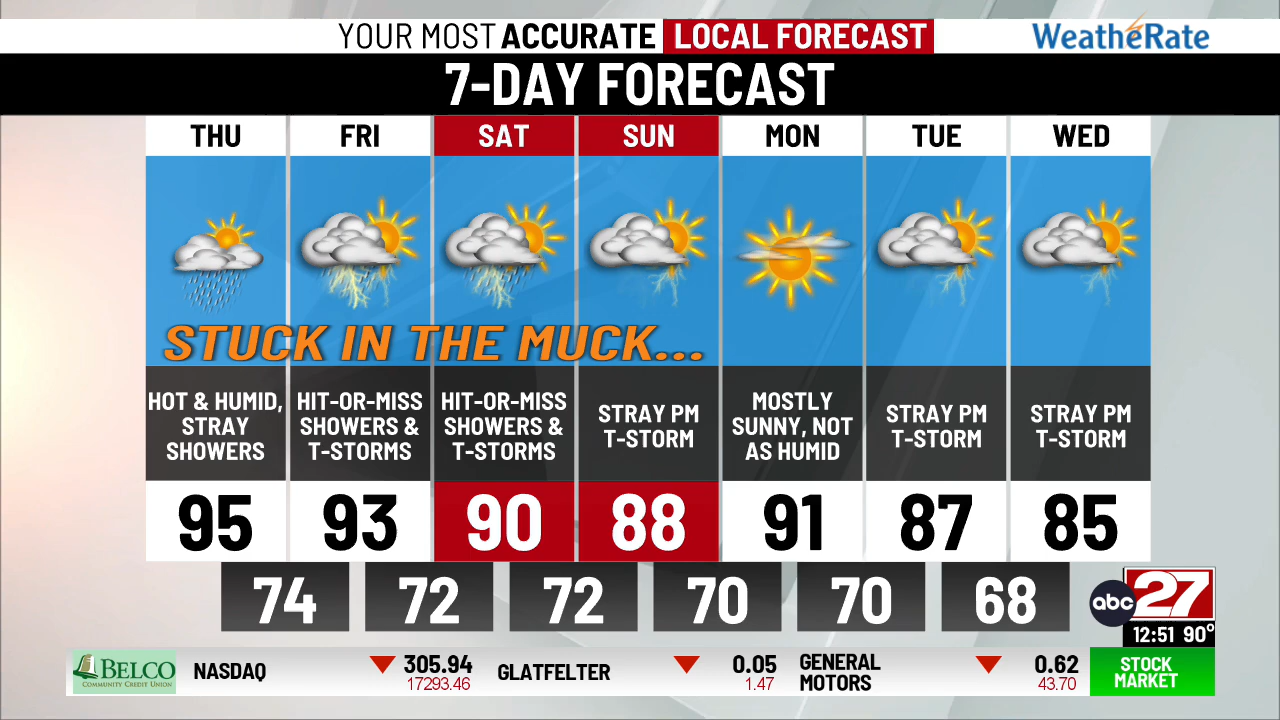 YOUR MOST ACCURATE LOCAL FORECAST
WeatheRate
7-DAY FORECAST
THU FRI SAT SUN MON TUE WED
STUCK IN THE MUCK...
HOT & HUMID,
STRAY
SHOWERS
HIT-OR-MISS
SHOWERS &
T-STORMS
HIT-OR-MISS
SHOWERS &
T-STORMS
STRAY PM
T-STORM
MOSTLY
SUNNY, NOT
AS HUMID
STRAY PM
T-STORM
STRAY PM
T-STORM
95 93 90 88 91 87 85
74 72 72 70 70 68
abc 27
12:51 90°
BELCO
COMMUNITY CREDIT UNION
NASDAQ
305.94
17293.46
GLATFELTER
0.05
1.47
GENERAL
MOTORS
0.62
43.70
STOCK
MARKET